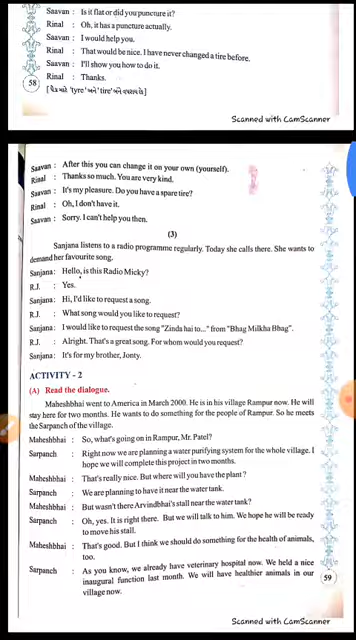 Saavan : Is it flat or did you puncture it?
Rinal : Oh, it has a puncture actually.
Saavan : I would help you.
Rinal : That would be nice. I have never changed a tire before.
Saavan : I'll show you how to do it.
Rinal : Thanks.
58
'tyre' અને 'tire'
Scanned with CamScanner
Saavan : After this you can change it on your own (yourself).
Rinal : Thanks so much. You are very kind.
Saavan : It's my pleasure. Do you have a spare tire?
Rinal : Oh, I don't have it.
Saavan : Sorry. I can't help you then.
(3)
Sanjana listens to a radio programme regularly. Today she calls there. She wants to
demand her favourite song.
Sanjana: Hello, is this Radio Micky?
R.J. : Yes.
Sanjana: Hi, I'd like to request a song.
R.J. : What song would you like to request?
Sanjana: I would like to request the song "Zinda hai to..." from "Bhag Milkha Bhag".
R.J. : Alright. That's a great song. For whom would you request?
Sanjana: It's for my brother, Jonty.
ACTIVITY - 2
(A) Read the dialogue.
Maheshbhai went to America in March 2000. He is in his village Rampur now. He will
stay here for two months. He wants to do something for the people of Rampur. So he meets
the Sarpanch of the village.
Maheshbhai : So, what's going on in Rampur, Mr. Patel?
Sarpanch : Right now we are planning a water purifying system for the whole village. I
hope we will complete this project in two months.
Maheshbhai : That's really nice. But where will you have the plant ?
Sarpanch : We are planning to have it near the water tank.
Maheshbhai : But wasn't there Arvindbhai's stall near the water tank?
Sarpanch : Oh, yes. It is right there. But we will talk to him. We hope he will be ready
to move his stall.
Maheshbhai : That's good. But I think we should do something for the health of animals,
too.
Sarpanch : As you know, we already have veterinary hospital now. We held a nice
inaugural function last month. We will have healthier animals in our
village now.
59
Scanned with CamScanner